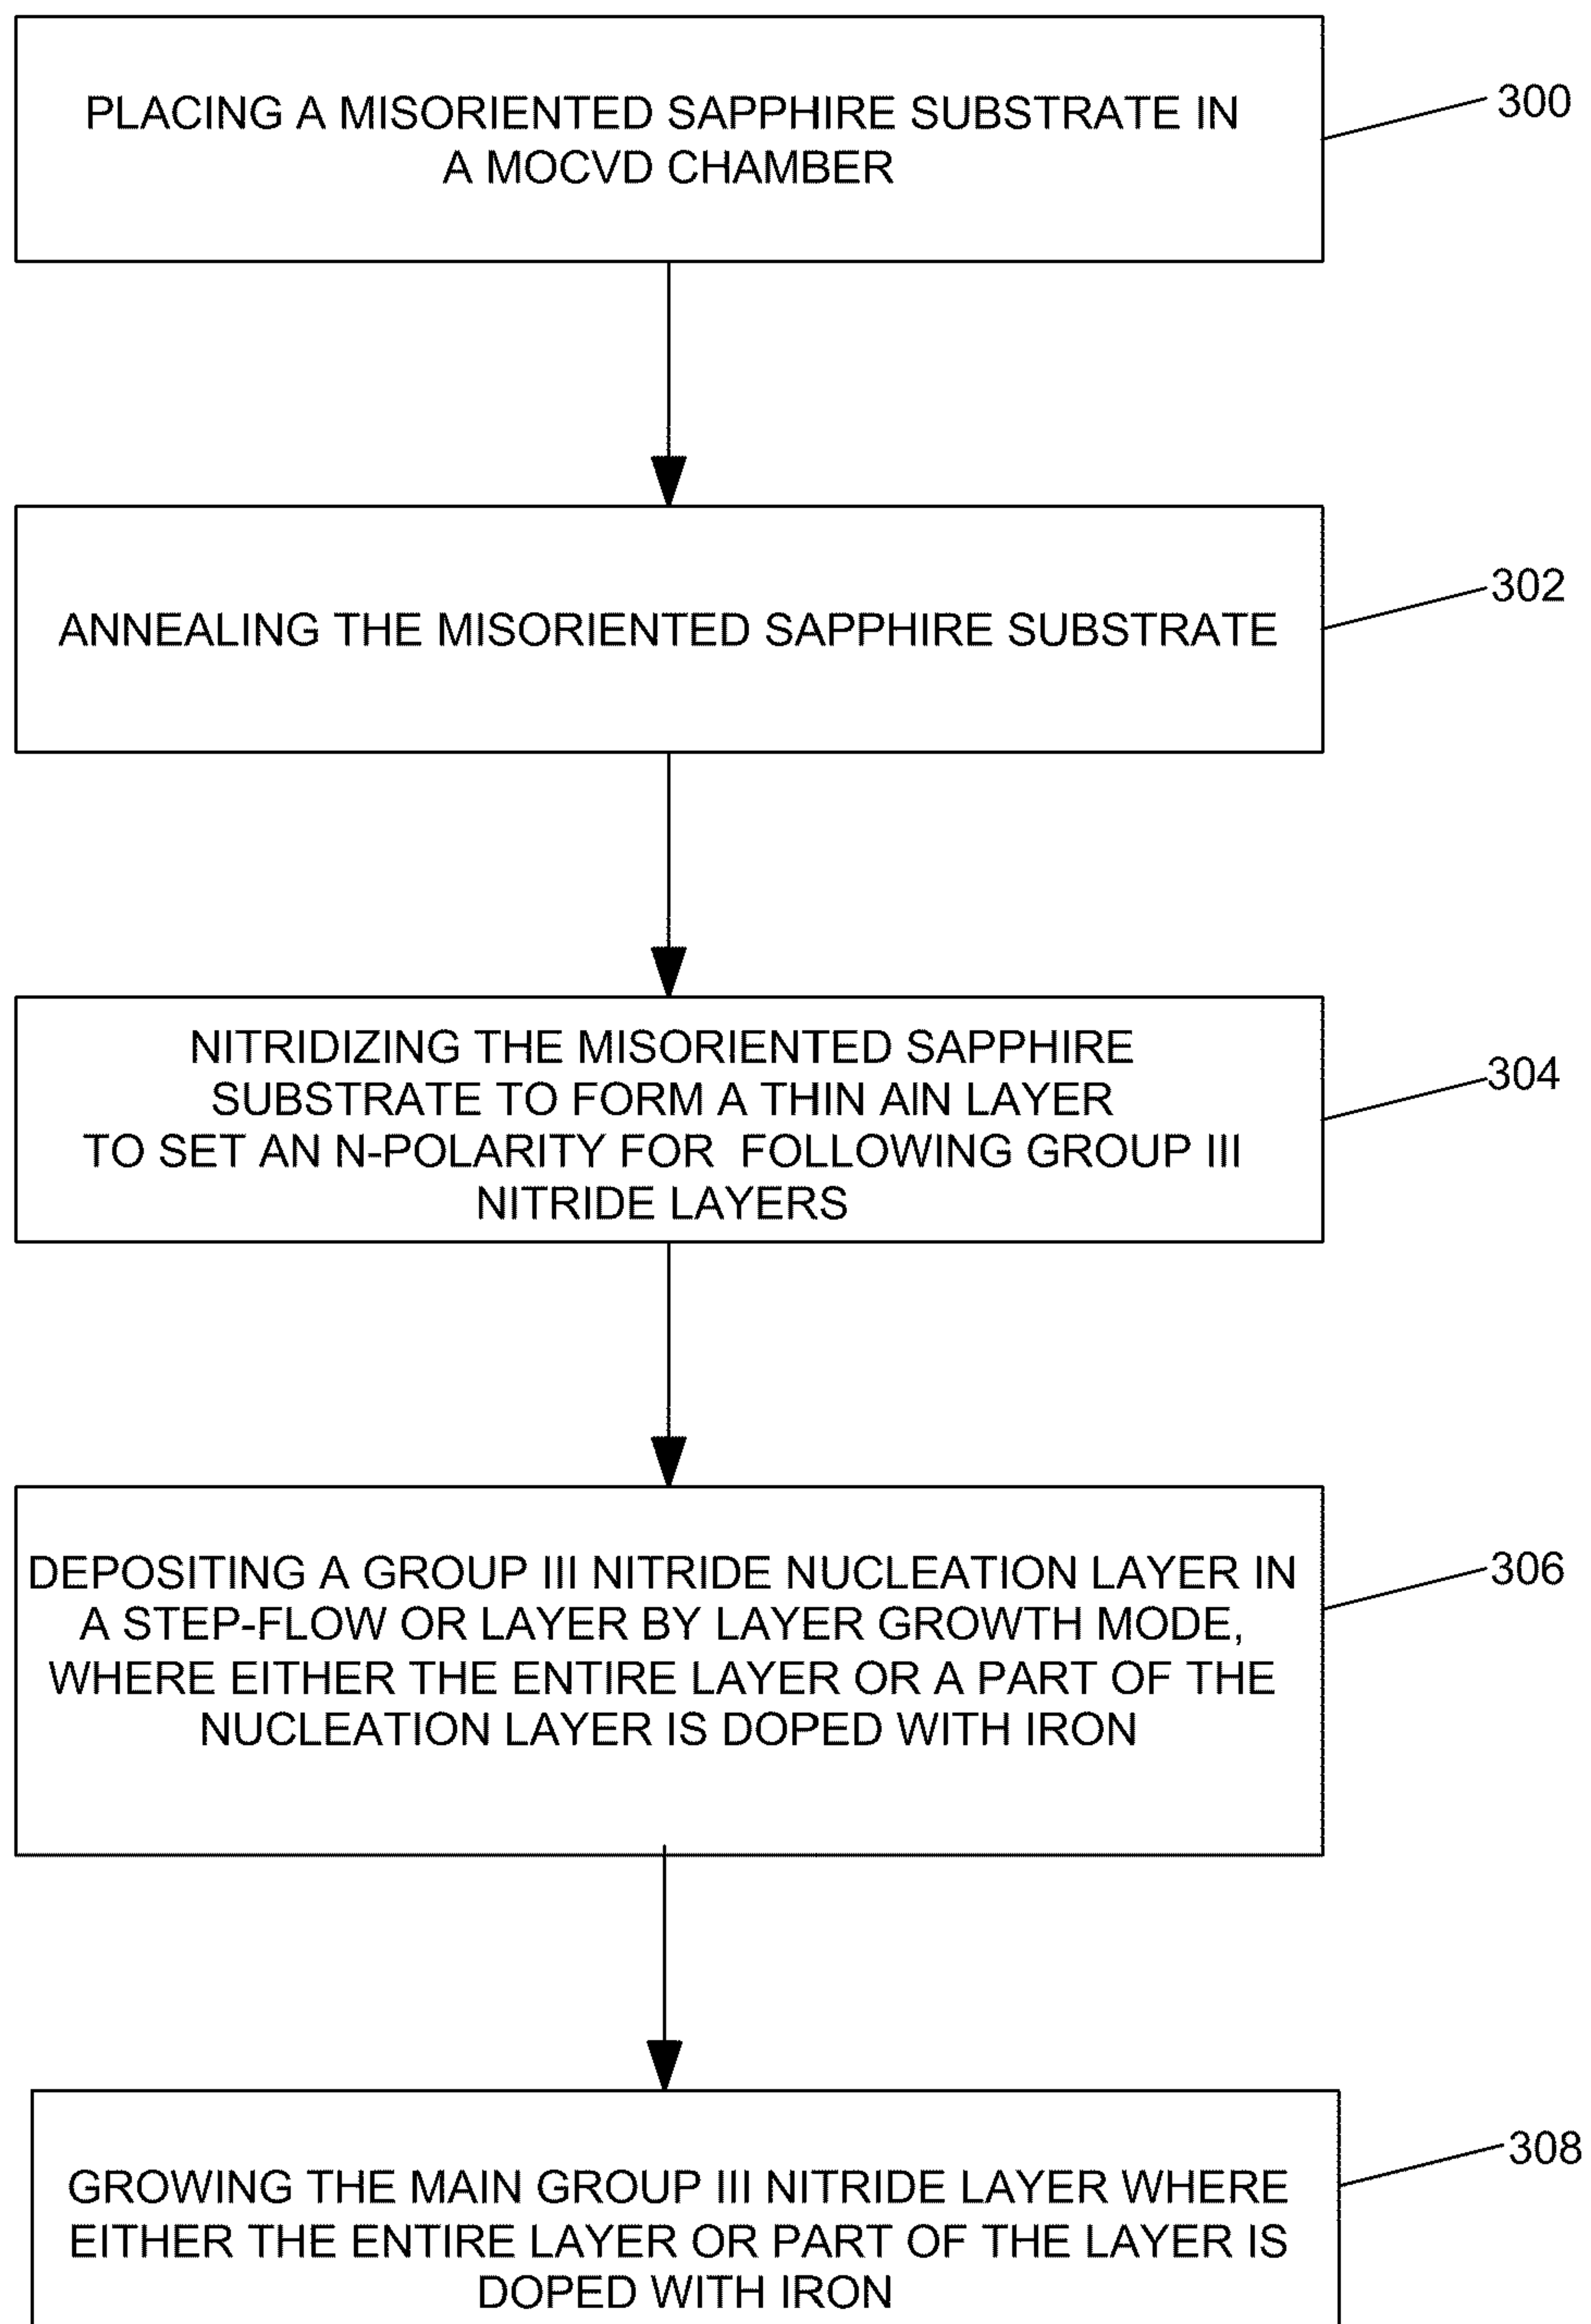 PLACING A MISORIENTED SAPPHIRE SUBSTRATE IN
A MOCVD CHAMBER
300
ANNEALING THE MISORIENTED SAPPHIRE SUBSTRATE
302
NITRIDIZING THE MISORIENTED SAPPHIRE
SUBSTRATE TO FORM A THIN AlN LAYER
TO SET AN N-POLARITY FOR FOLLOWING GROUP III
NITRIDE LAYERS
304
DEPOSITING A GROUP III NITRIDE NUCLEATION LAYER IN
A STEP-FLOW OR LAYER BY LAYER GROWTH MODE,
WHERE EITHER THE ENTIRE LAYER OR A PART OF THE
NUCLEATION LAYER IS DOPED WITH IRON
306
GROWING THE MAIN GROUP III NITRIDE LAYER WHERE
EITHER THE ENTIRE LAYER OR PART OF THE LAYER IS
DOPED WITH IRON
308